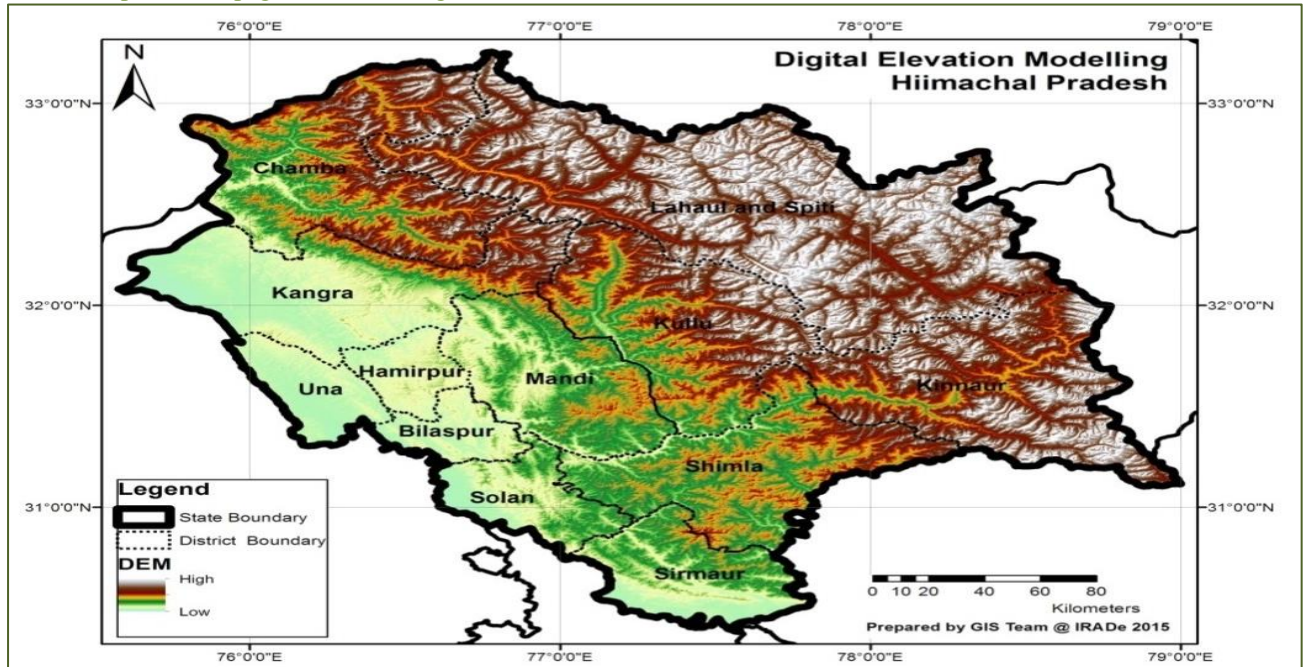 76°0'0"E 77°0'0"E 78°0'0"E 79°0'0"E
N
Digital Elevation Modelling
Hiimachal Pradesh
33°0'0"N 33°0'0"N
Chamba
Lahaul and Spiti
Kangra
32°0'0"N 32°0'0"N
Kullu
Hamirpur
Una
Mandi
Kinnaur
Bilaspur
Shimla
Solan
31°0'0"N 31°0'0"N
Sirmaur
Legend
State Boundary
District Boundary
DEM
High
Low
0 10 20 40 60 80
Kilometers
Prepared by GIS Team @ IRADe 2015
76°0'0"E 77°0'0"E 78°0'0"E 79°0'0"E